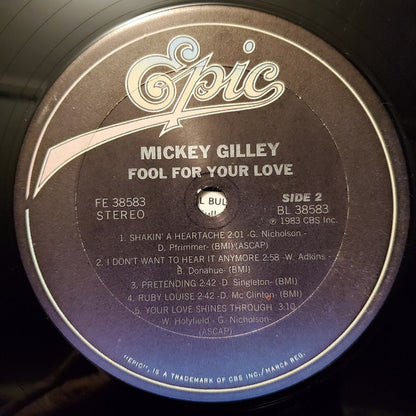 Epic
MICKEY GILLEY
FOOL FOR YOUR LOVE
FE 38583
STEREO
L BUL
SIDE 2
BL 38583
℗ 1983 CBS Inc.
1. SHAKIN' A HEARTACHE 2:01 -G. Nicholson-
D. Pfrimmer- (BMI)(ASCAP)
2. I DON'T WANT TO HEAR IT ANYMORE 2:58 -W. Adkins-
B. Donahue- (BMI)
3. PRETENDING 2:42 -D. Singleton- (BMI)
4. RUBY LOUISE 2:42 -D. Mc Clinton- (BMI)
5. YOUR LOVE SHINES THROUGH 3:10
W. Holyfield - G. Nicholson-
(ASCAP)
"EPIC", IS A TRADEMARK OF CBS INC./MARCA REG.